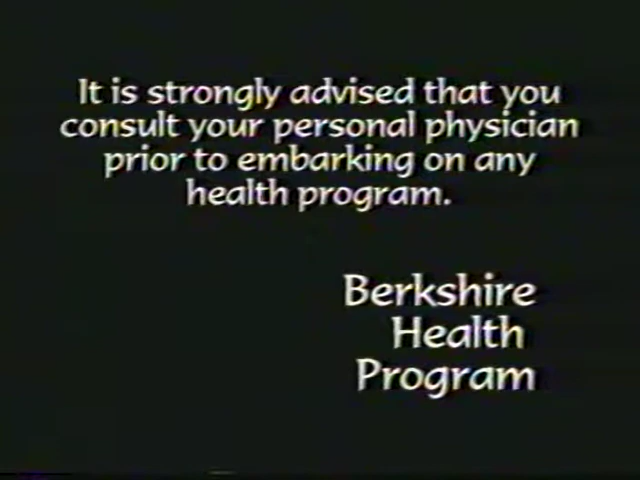 It is strongly advised that you
consult your personal physician
prior to embarking on any
health program.
Berkshire
Health
Program